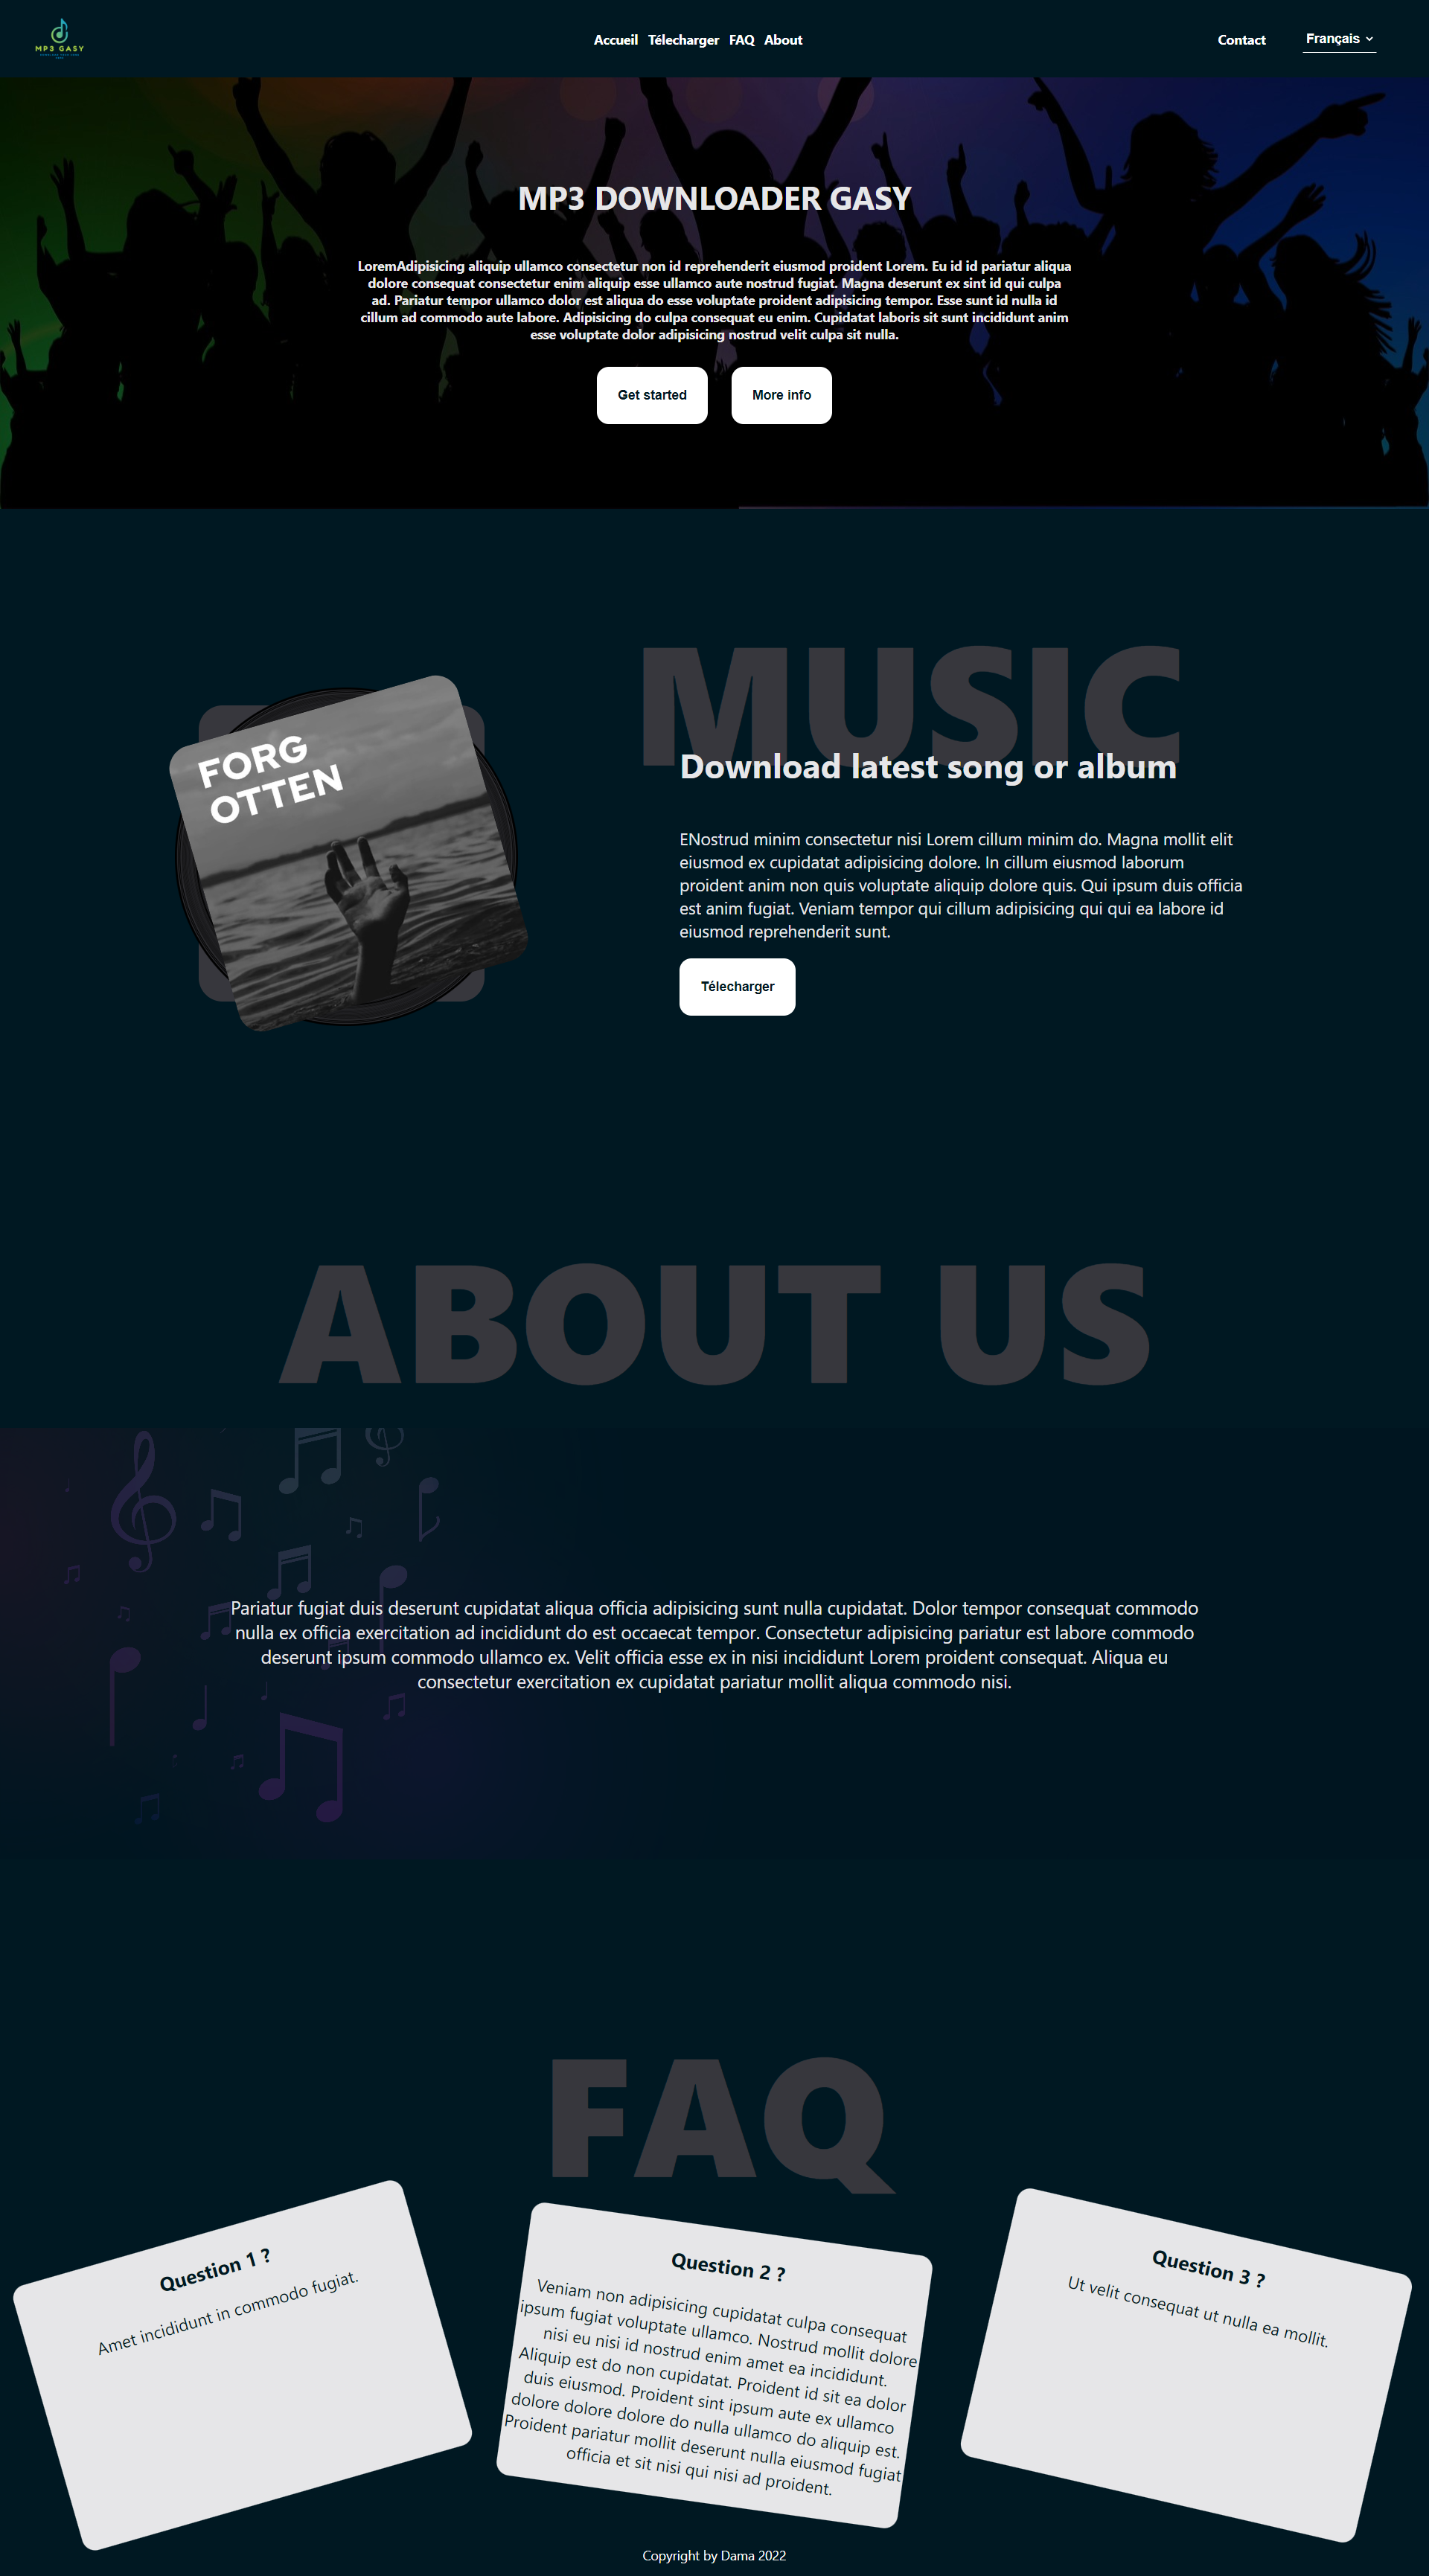 MP3 GASY
Accueil Télecharger FAQ About
Contact
Français
MP3 DOWNLOADER GASY
LoremAdipisicing aliquip ullamco consectetur non id reprehenderit eiusmod proident Lorem. Eu id id pariatur aliqua
dolore consequat consectetur enim aliquip esse ullamco aute nostrud fugiat. Magna deserunt ex sint id qui culpa
ad. Pariatur tempor ullamco dolor est aliqua do esse voluptate proident adipisicing tempor. Esse sunt id nulla id
cillum ad commodo aute labore. Adipisicing do culpa consequat eu enim. Cupidatat laboris sit sunt incididunt anim
esse voluptate dolor adipisicing nostrud velit culpa sit nulla.
Get started
More info
FORG
OTTEN
MUSIC
Download latest song or album
ENostrud minim consectetur nisi Lorem cillum minim do. Magna mollit elit
eiusmod ex cupidatat adipisicing dolore. In cillum eiusmod laborum
proident anim non quis voluptate aliquip dolore quis. Qui ipsum duis officia
est anim fugiat. Veniam tempor qui cillum adipisicing qui qui ea labore id
eiusmod reprehenderit sunt.
Télecharger
ABOUT US
Pariatur fugiat duis deserunt cupidatat aliqua officia adipisicing sunt nulla cupidatat. Dolor tempor consequat commodo
nulla ex officia exercitation ad incididunt do est occaecat tempor. Consectetur adipisicing pariatur est labore commodo
deserunt ipsum commodo ullamco ex. Velit officia esse ex in nisi incididunt Lorem proident consequat. Aliqua eu
consectetur exercitation ex cupidatat pariatur mollit aliqua commodo nisi.
FAQ
Question 1 ?
Amet incididunt in commodo fugiat.
Question 2 ?
Veniam non adipisicing cupidatat culpa consequat
ipsum fugiat voluptate ullamco. Nostrud mollit dolore
nisi eu nisi id nostrud enim amet ea incididunt.
Aliquip est do non cupidatat. Proident id sit ea dolor
duis eiusmod. Proident sint ipsum aute ex ullamco
dolore dolore dolore do nulla ullamco do aliquip est.
Proident pariatur mollit deserunt nulla eiusmod fugiat
officia et sit nisi qui nisi ad proident.
Question 3 ?
Ut velit consequat ut nulla ea mollit.
Copyright by Dama 2022